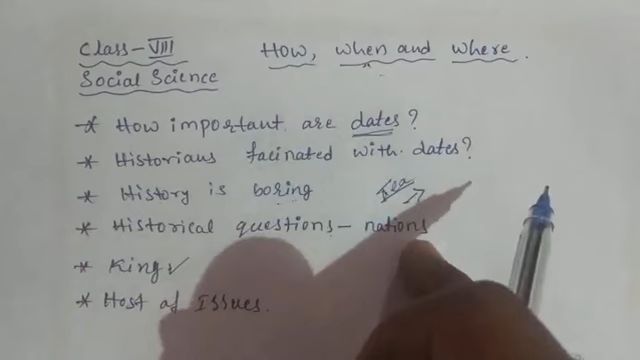 Class - VIII How, when and where.
Social Science
* How important are dates?
* Historians facinated with dates?
* History is boring Tea
* Historical questions - nations
* King ✓
* Host of Issues.